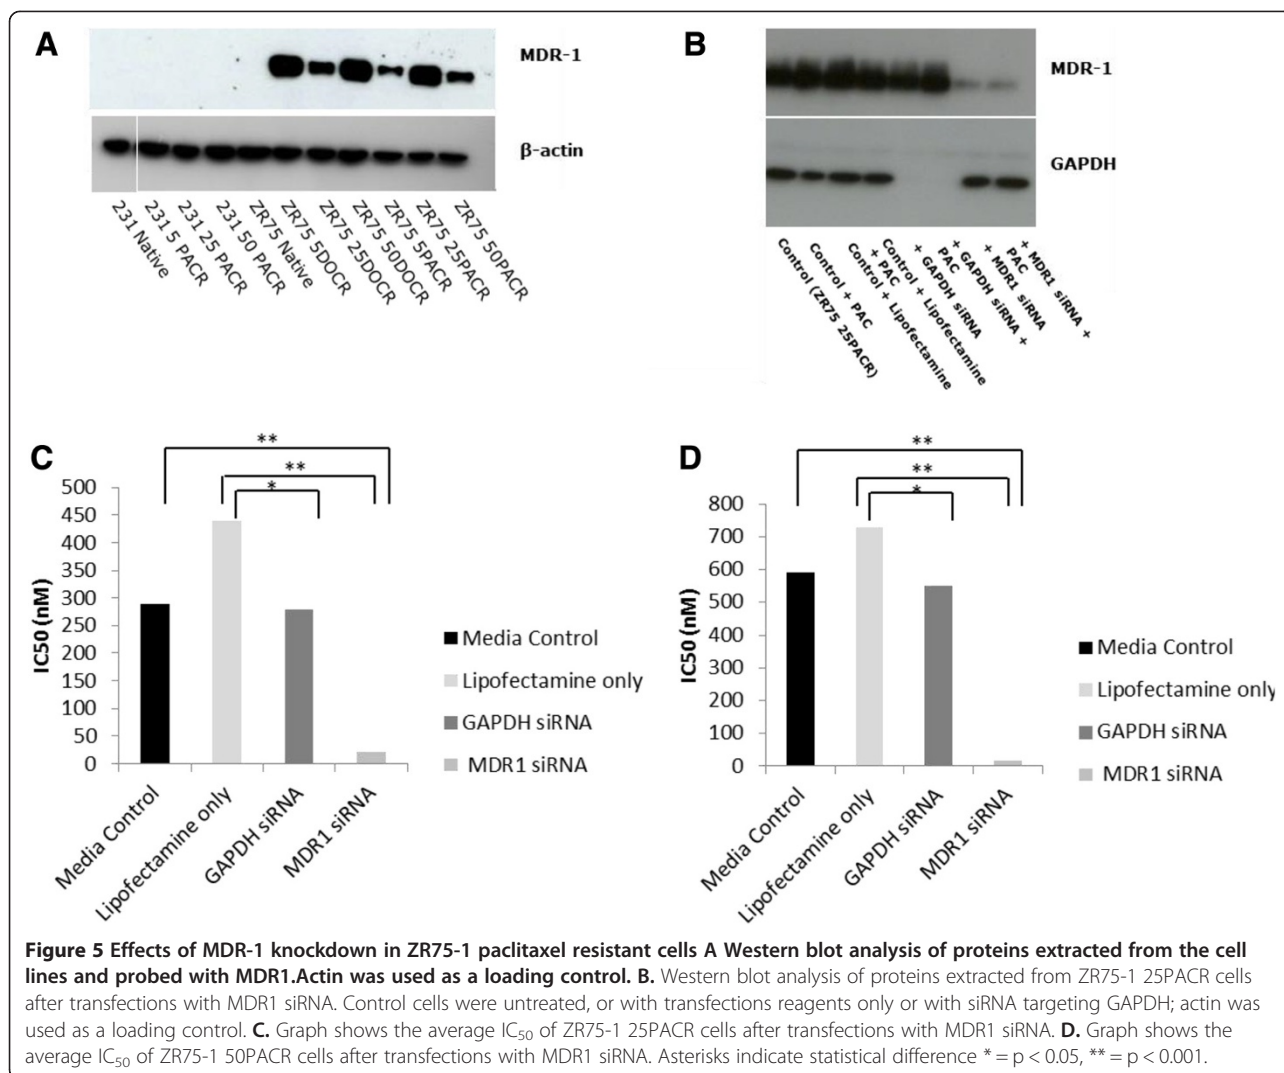 A
MDR-1
β-actin
231 Native
231 5 PACR
231 25 PACR
231 50 PACR
ZR75 Native
ZR75 5DOCR
ZR75 25DOCR
ZR75 50DOCR
ZR75 5PACR
ZR75 25PACR
ZR75 50PACR
B
MDR-1
GAPDH
Control (ZR75 25PACR)
Control + PAC
Control + Lipofectamine
+ PAC
Control + Lipofectamine
+ GAPDH siRNA
PAC
+ GAPDH siRNA +
+ MDR1 siRNA
PAC
+ MDR1 siRNA +
C
**
**
*
500
450
400
350
300
250
200
150
100
50
0
IC50 (nM)
Media Control
Lipofectamine only
GAPDH siRNA
MDR1 siRNA
Media Control
Lipofectamine only
GAPDH siRNA
MDR1 siRNA
D
**
**
*
800
700
600
500
400
300
200
100
0
IC50 (nM)
Media Control
Lipofectamine only
GAPDH siRNA
MDR1 siRNA
Media Control
Lipofectamine only
GAPDH siRNA
MDR1 siRNA
Figure 5 Effects of MDR-1 knockdown in ZR75-1 paclitaxel resistant cells A Western blot analysis of proteins extracted from the cell
lines and probed with MDR1.Actin was used as a loading control. B. Western blot analysis of proteins extracted from ZR75-1 25PACR cells
after transfections with MDR1 siRNA. Control cells were untreated, or with transfections reagents only or with siRNA targeting GAPDH; actin was
used as a loading control. C. Graph shows the average IC50 of ZR75-1 25PACR cells after transfections with MDR1 siRNA. D. Graph shows the
average IC50 of ZR75-1 50PACR cells after transfections with MDR1 siRNA. Asterisks indicate statistical difference * = p < 0.05, ** = p < 0.001.